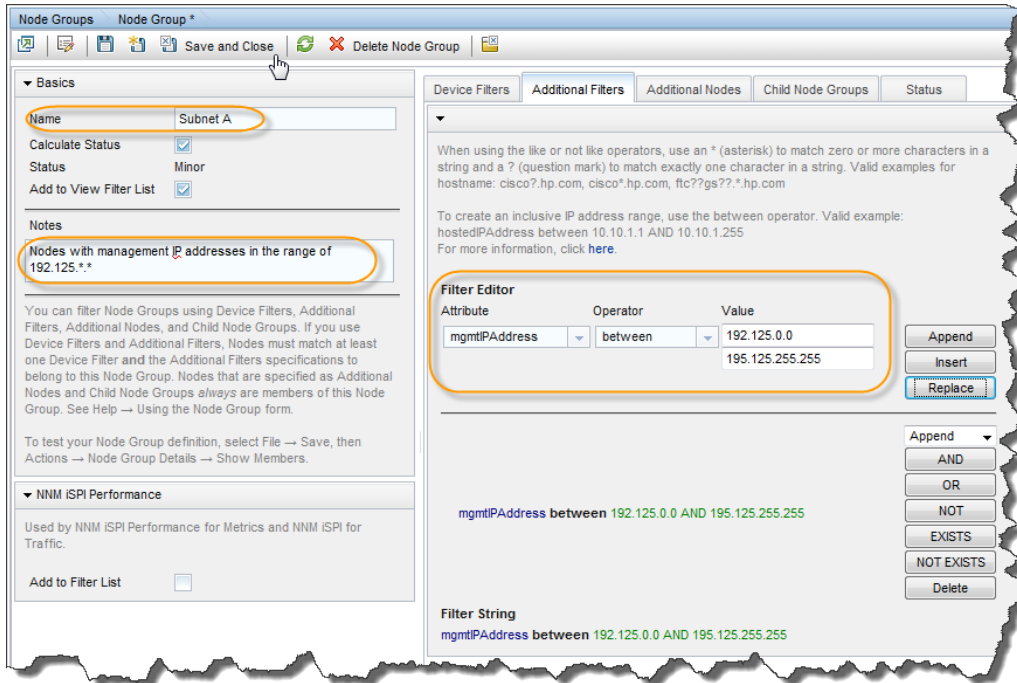 Node Groups Node Group *
Save and Close Delete Node Group
Basics
Name Subnet A
Calculate Status
Status Minor
Add to View Filter List
Notes
Nodes with management IP addresses in the range of
192.125.*.*
You can filter Node Groups using Device Filters, Additional
Filters, Additional Nodes, and Child Node Groups. If you use
Device Filters and Additional Filters, Nodes must match at least
one Device Filter and the Additional Filters specifications to
belong to this Node Group. Nodes that are specified as Additional
Nodes and Child Node Groups always are members of this Node
Group. See Help → Using the Node Group form.
To test your Node Group definition, select File → Save, then
Actions → Node Group Details → Show Members.
NNM iSPI Performance
Used by NNM iSPI Performance for Metrics and NNM iSPI for
Traffic.
Add to Filter List
Device Filters Additional Filters Additional Nodes Child Node Groups Status
When using the like or not like operators, use an * (asterisk) to match zero or more characters in a
string and a ? (question mark) to match exactly one character in a string. Valid examples for
hostname: cisco?.hp.com, cisco*.hp.com, ftc??gs??.*.hp.com
To create an inclusive IP address range, use the between operator. Valid example:
hostedIPAddress between 10.10.1.1 AND 10.10.1.255
For more information, click here.
Filter Editor
Attribute Operator Value
mgmtIPAddress between 192.125.0.0
195.125.255.255
Append
Insert
Replace
Append
AND
OR
NOT
EXISTS
NOT EXISTS
Delete
mgmtIPAddress between 192.125.0.0 AND 195.125.255.255
Filter String
mgmtIPAddress between 192.125.0.0 AND 195.125.255.255